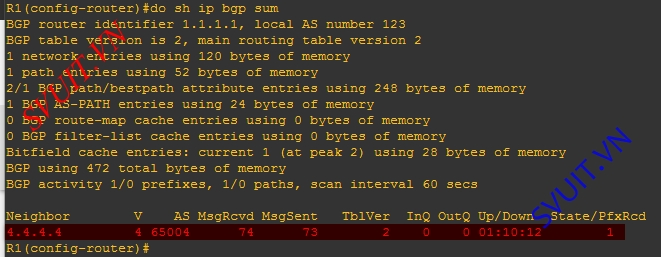 R1(config-router)#do sh ip bgp sum
BGP router identifier 1.1.1.1, local AS number 123
BGP table version is 2, main routing table version 2
1 network entries using 120 bytes of memory
1 path entries using 52 bytes of memory
2/1 BGP path/bestpath attribute entries using 248 bytes of memory
1 BGP AS-PATH entries using 24 bytes of memory
0 BGP route-map cache entries using 0 bytes of memory
0 BGP filter-list cache entries using 0 bytes of memory
Bitfield cache entries: current 1 (at peak 2) using 28 bytes of memory
BGP using 472 total bytes of memory
BGP activity 1/0 prefixes, 1/0 paths, scan interval 60 secs
Neighbor V AS MsgRcvd MsgSent TblVer InQ OutQ Up/Down State/PfxRcd
4.4.4.4 4 65004 74 73 2 0 0 01:10:12 1
R1(config-router)#
SVUIT.VN
SVUIT.VN